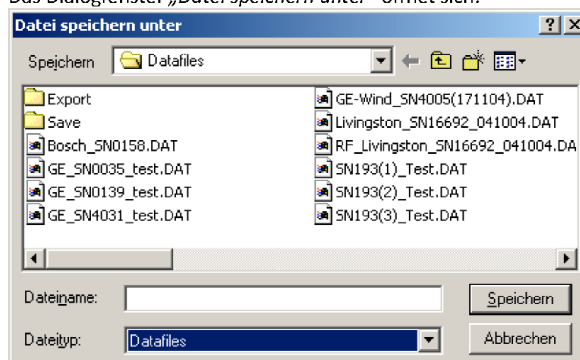 Das Dialogfenster „Datei speichern unter“ öffnet sich.
Datei speichern unter
Speichern Datafiles
Export
Save
Bosch_SN0158.DAT
GE_SN0035_test.DAT
GE_SN0139_test.DAT
GE_SN4031_test.DAT
GE-Wind_SN4005(171104).DAT
Livingston_SN16692_041004.DAT
RF_Livingston_SN16692_041004.DA
SN193(1)_Test.DAT
SN193(2)_Test.DAT
SN193(3)_Test.DAT
Dateiname:
Speichern
Dateityp: Datafiles
Abbrechen